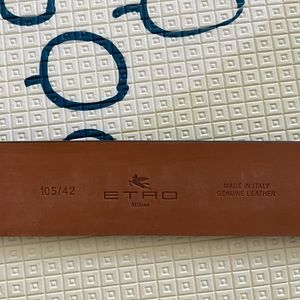 105/42
ETRO
Milano
MADE IN ITALY
GENUINE LEATHER